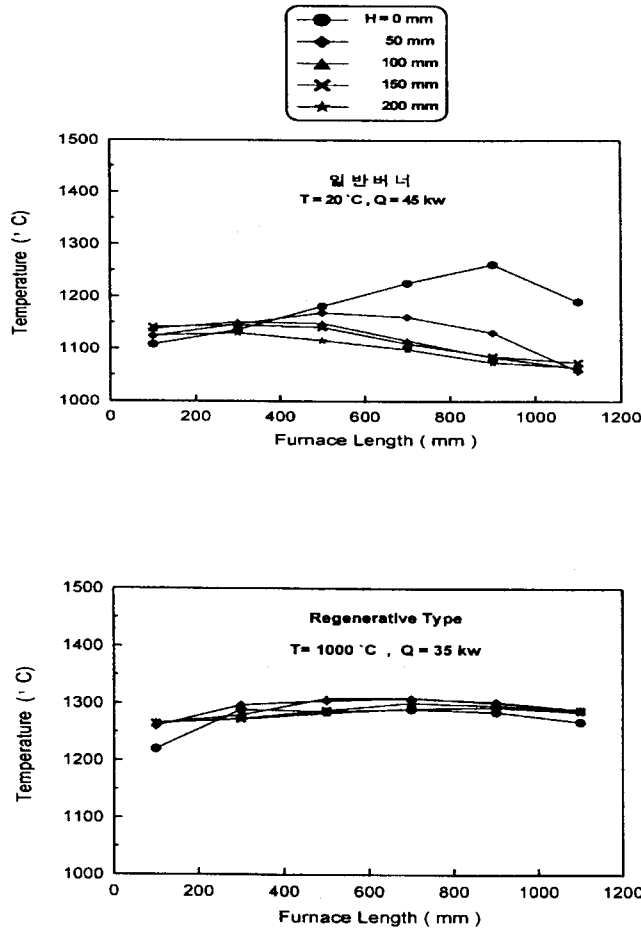 H = 0 mm
50 mm
100 mm
150 mm
200 mm
1500
일반버너
T = 20 °C , Q = 45 kw
1400
1300
1200
1100
1000
Temperature (° C)
0 200 400 600 800 1000 1200
Furnace Length ( mm )
1500
Regenerative Type
T= 1000 °C , Q = 35 kw
1400
1300
1200
1100
1000
Temperature (° C)
0 200 400 600 800 1000 1200
Furnace Length ( mm )